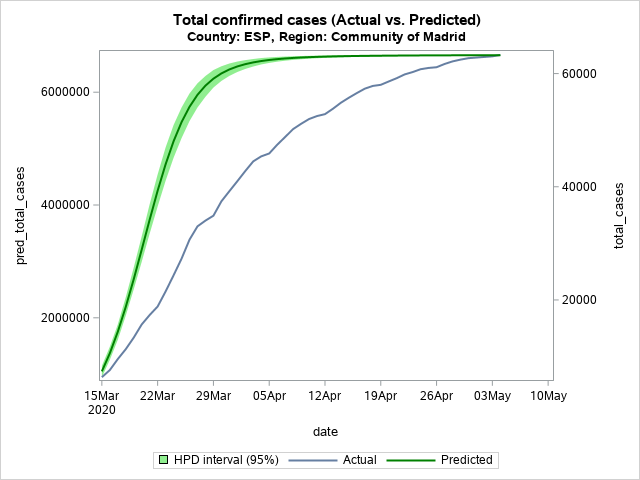 Total confirmed cases (Actual vs. Predicted)
Country: ESP, Region: Community of Madrid
pred_total_cases
6000000
4000000
2000000
total_cases
60000
40000
20000
15Mar 22Mar 29Mar 05Apr 12Apr 19Apr 26Apr 03May 10May
2020
date
HPD interval (95%) Actual Predicted